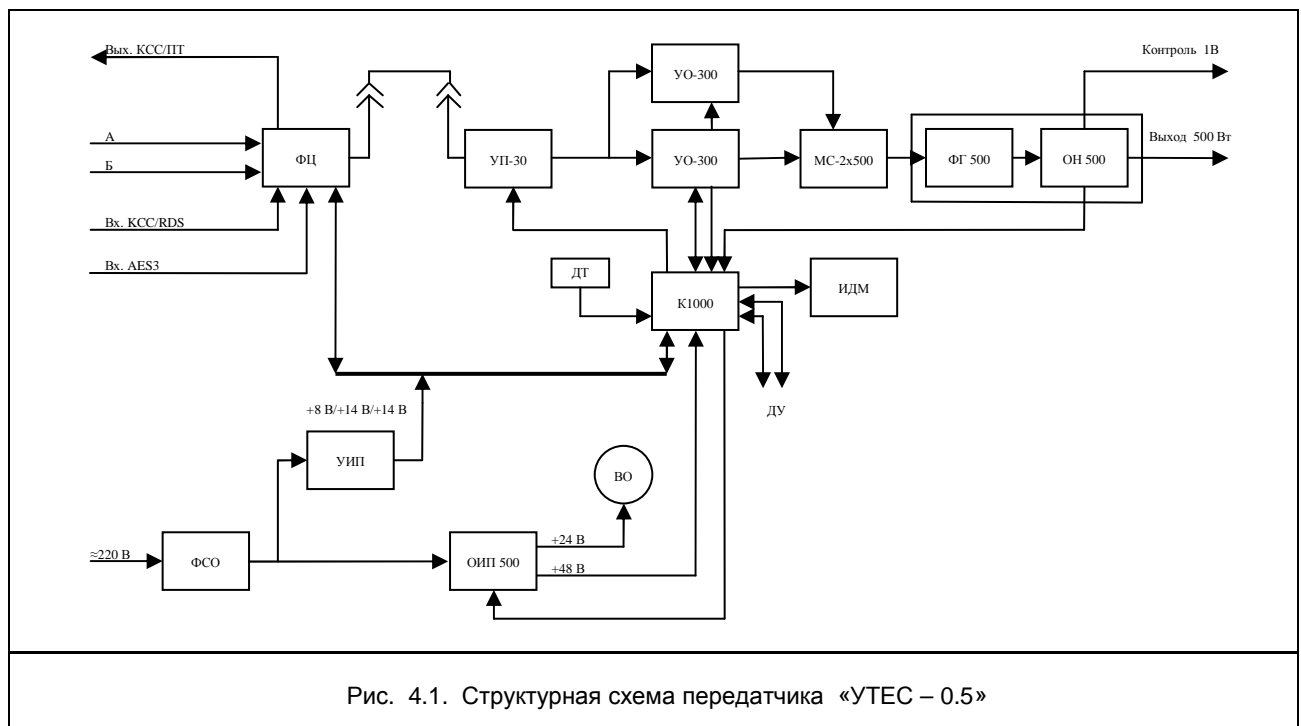 Вых. КСС/ПТ
Контроль 1В
УО-300
А
Б
ФЦ
УП-30
УО-300
МС-2х500
ФГ 500
ОН 500
Выход 500 Вт
Вх. КСС/RDS
Вх. AES3
ДТ
К1000
ИДМ
ДУ
+8 В/+14 В/+14 В
УИП
ВО
≈220 В
ФСО
ОИП 500
+24 В
+48 В
Рис. 4.1. Структурная схема передатчика «УТЕС – 0.5»